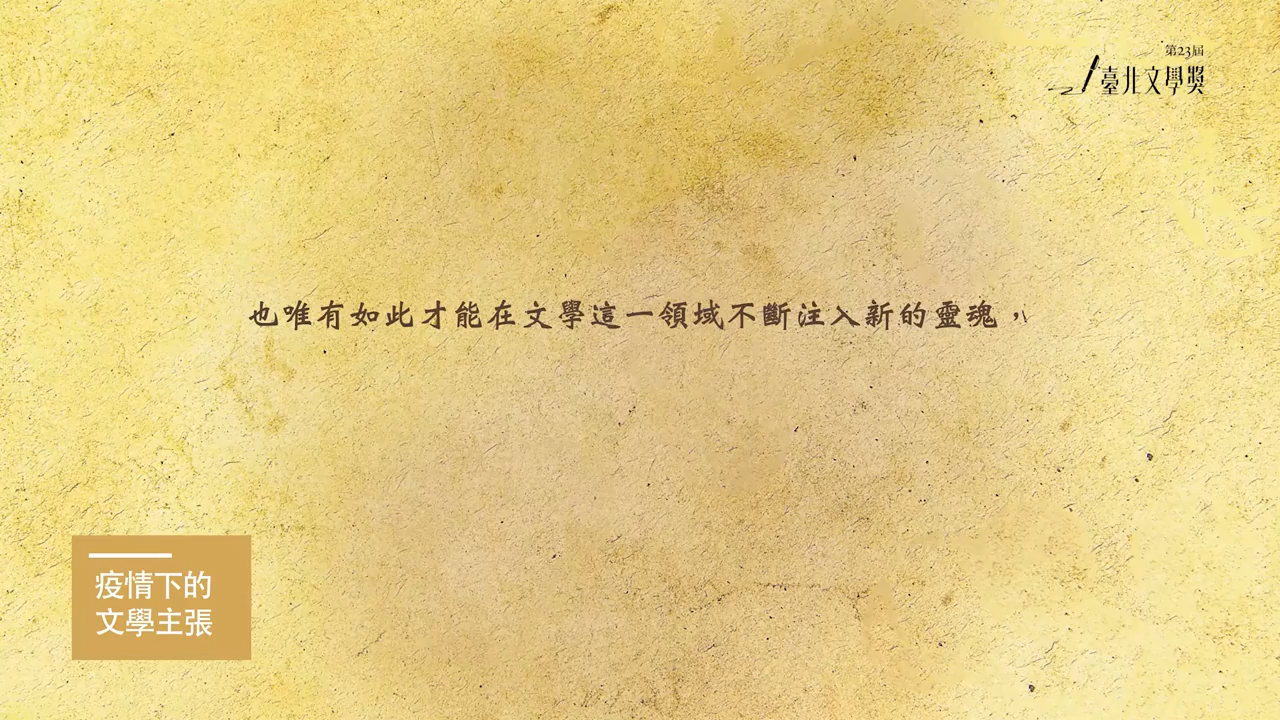 第23屆
臺北文學獎
也唯有如此才能在文學這一領域不斷注入新的靈魂，
疫情下的
文學主張